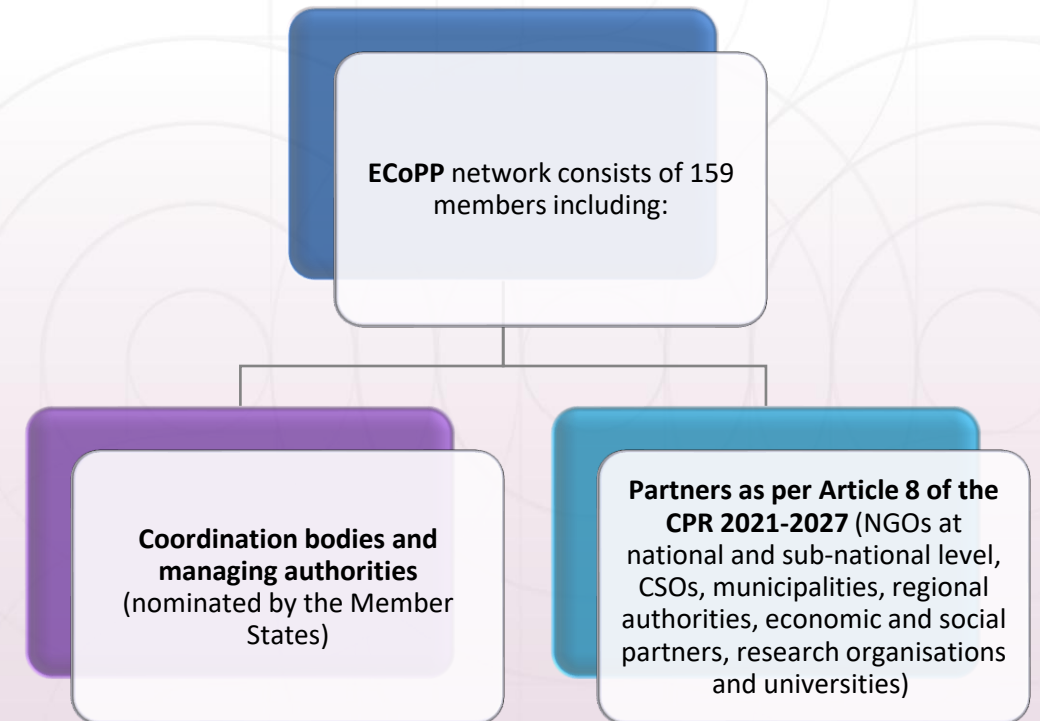 ECoPP network consists of 159
members including:
Coordination bodies and
managing authorities
(nominated by the Member
States)
Partners as per Article 8 of the
CPR 2021-2027 (NGOs at
national and sub-national level,
CSOs, municipalities, regional
authorities, economic and social
partners, research organisations
and universities)